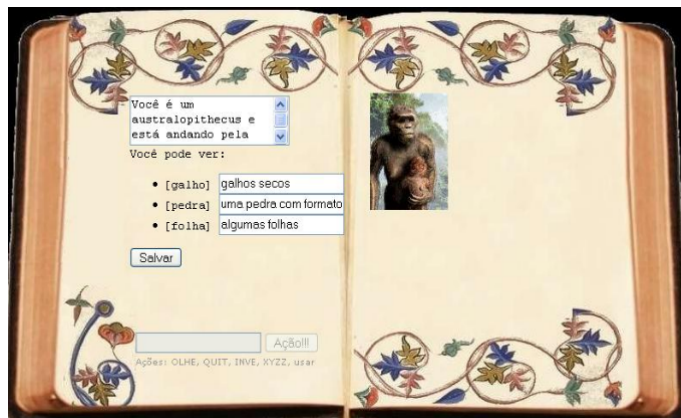 Você é um
australopithecus e
está andando pela
Você pode ver:
[galho] galhos secos
[pedra] uma pedra com formato
[folha] algumas folhas
Salvar
Ação!!!
Ações: OLHE, QUIT, INVE, XYZZ, usar